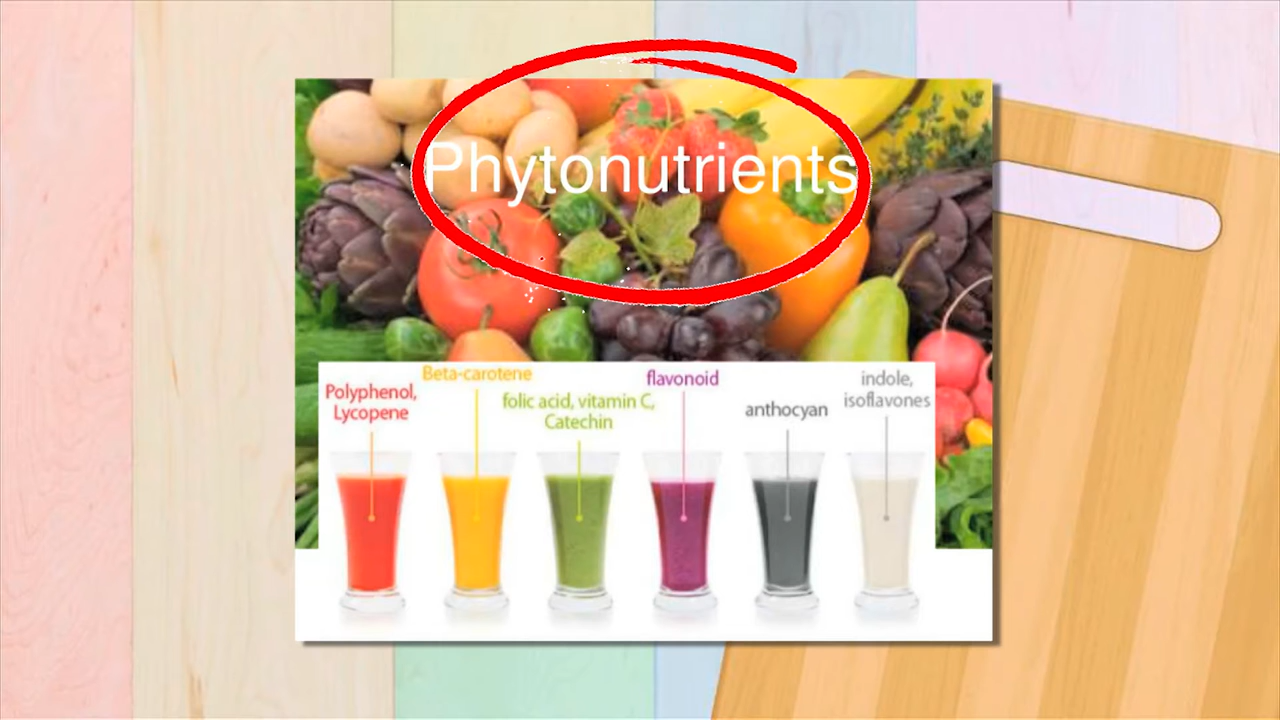 Phytonutrients
Polyphenol,
Lycopene
Beta-carotene
folic acid, vitamin C,
Catechin
flavonoid
anthocyan
indole,
isoflavones